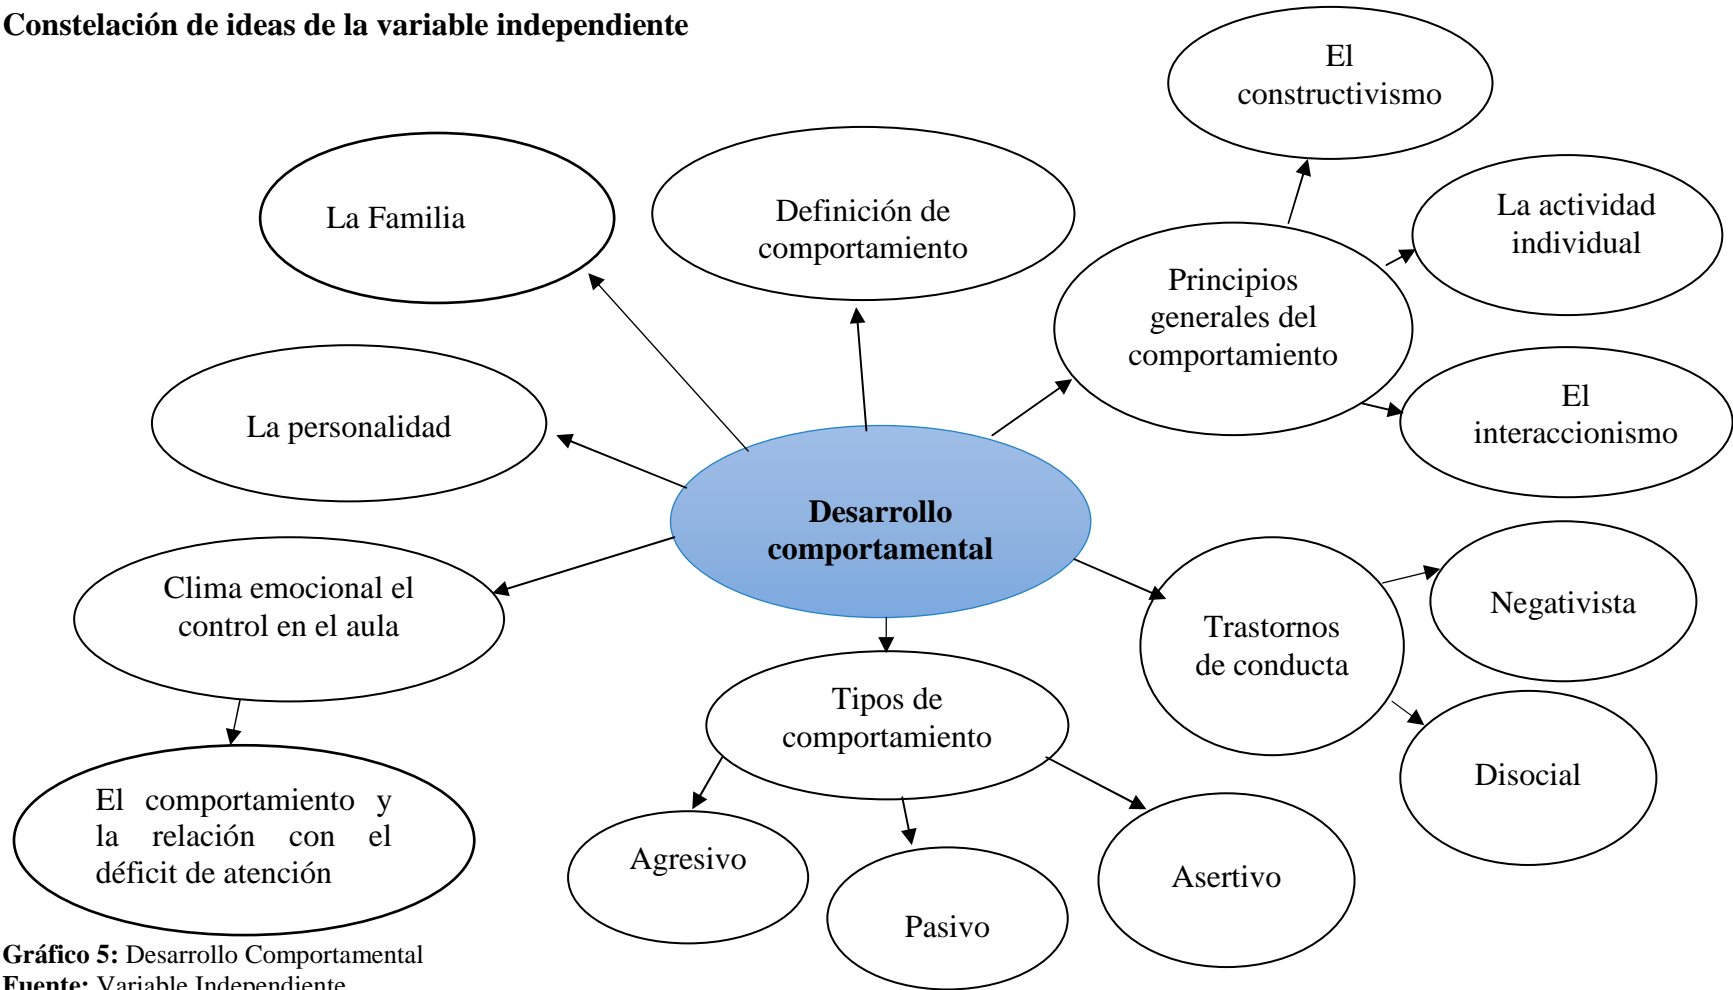 Constelación de ideas de la variable independiente
El
constructivismo
La Familia
Definición de
comportamiento
La actividad
individual
Principios
generales del
comportamiento
El
interaccionismo
La personalidad
Desarrollo
comportamental
Clima emocional el
control en el aula
Trastornos
de conducta
Negativista
Tipos de
comportamiento
Disocial
El comportamiento y
la relación con el
déficit de atención
Agresivo
Pasivo
Asertivo
Gráfico 5: Desarrollo Comportamental
Fuente: Variable Independiente